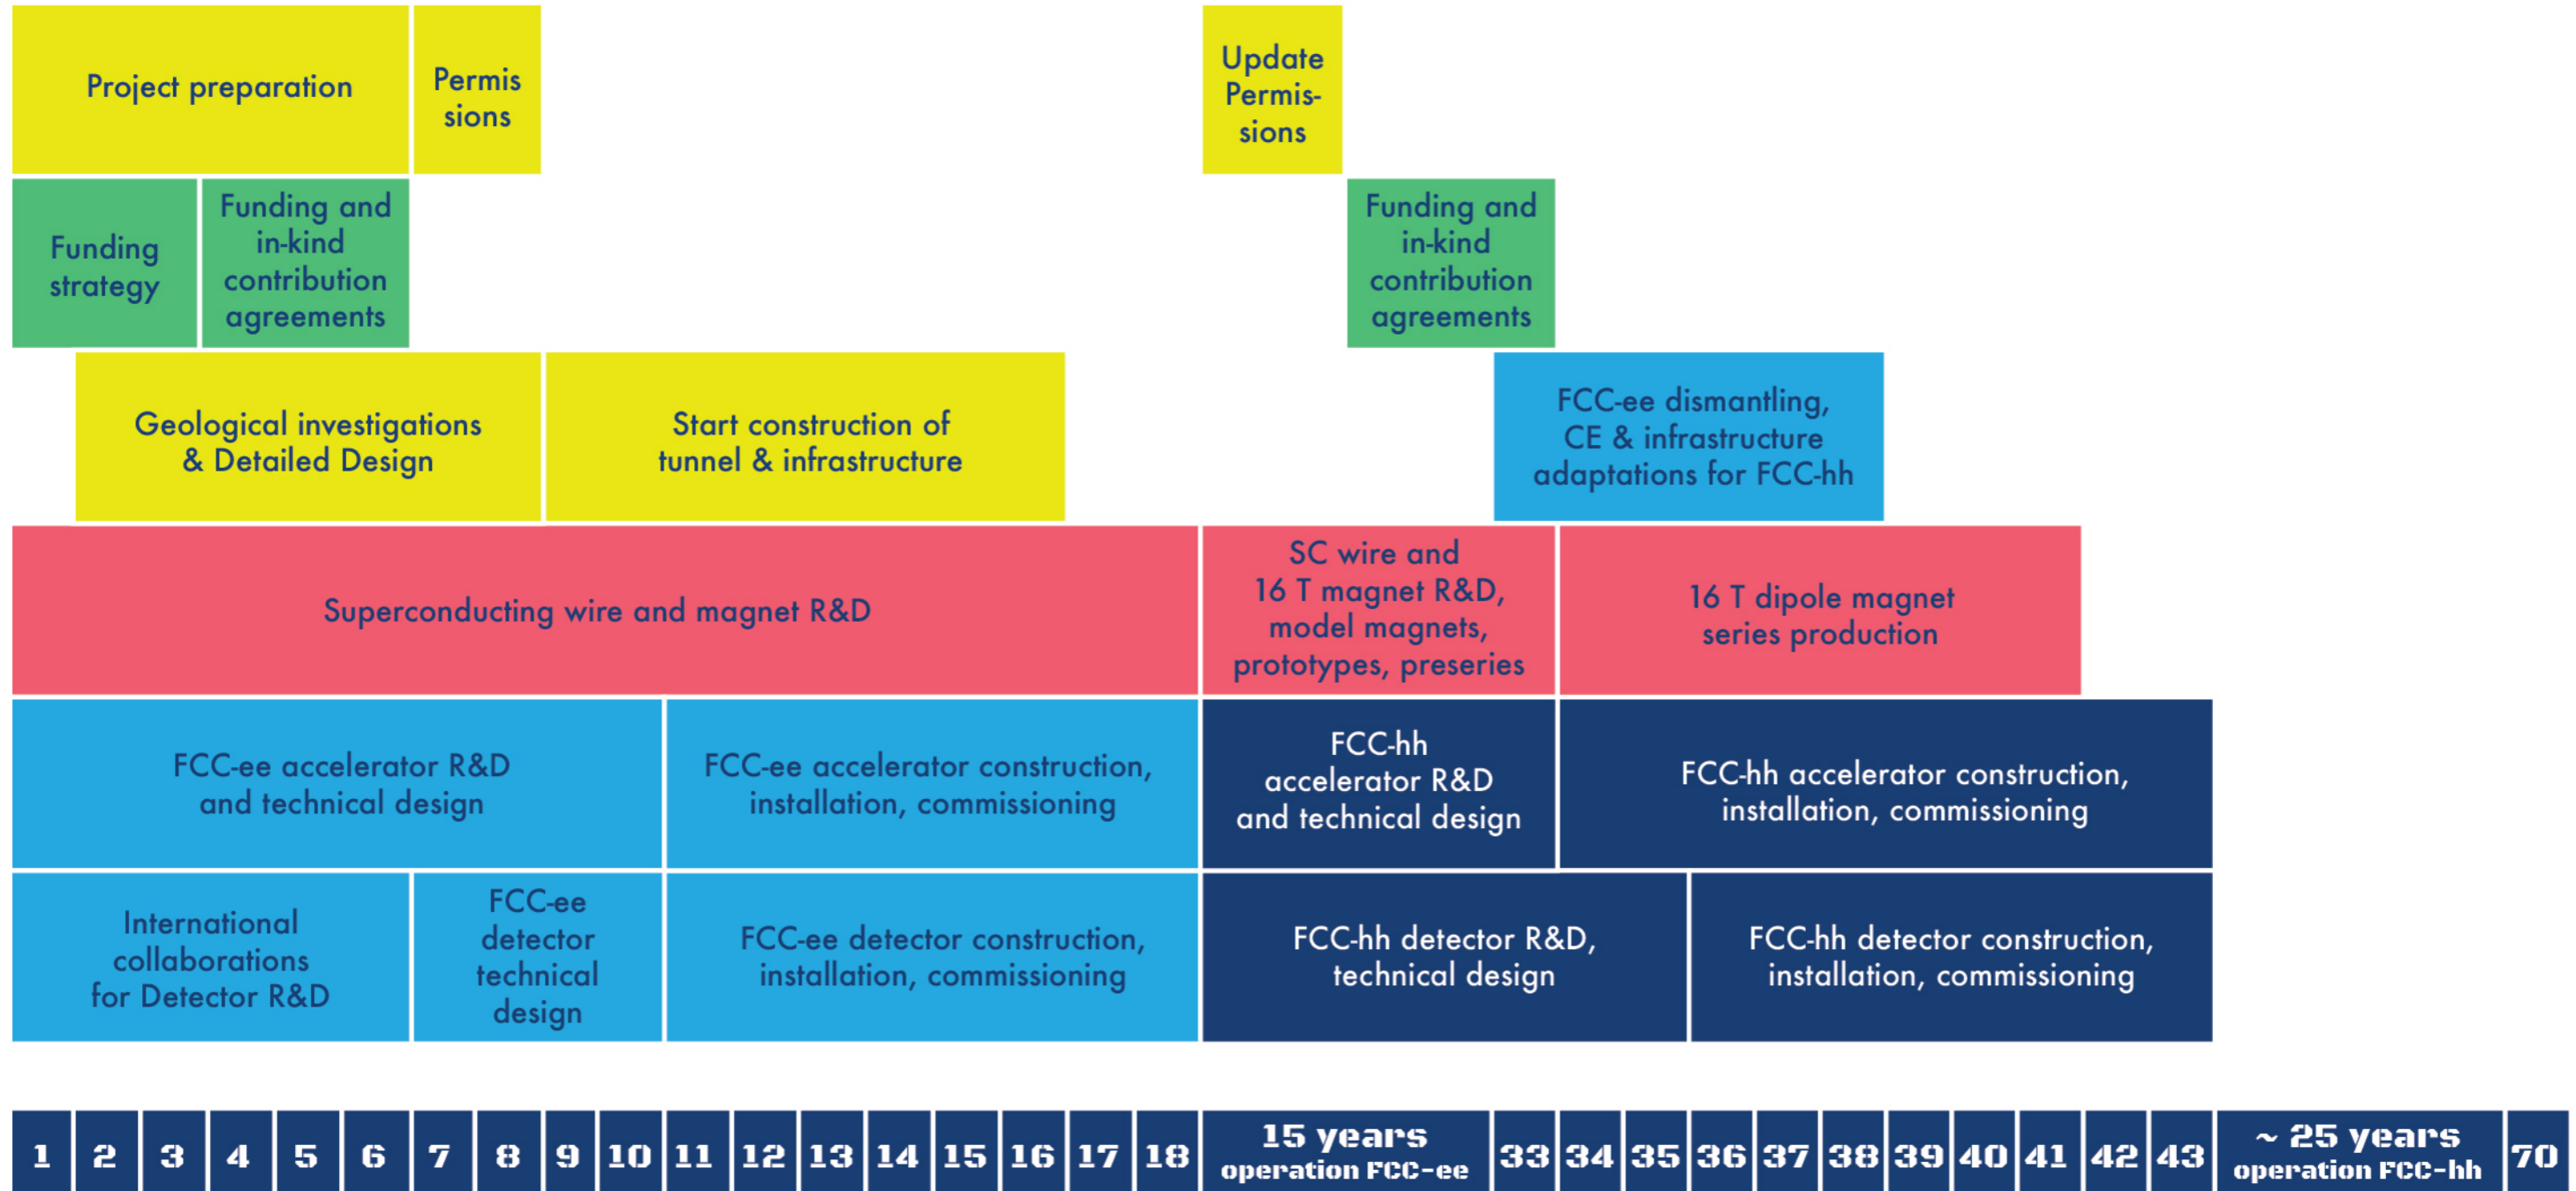 Project preparation
Permis
sions
Update
Permis-
sions
Funding
strategy
Funding and
in-kind
contribution
agreements
Funding and
in-kind
contribution
agreements
Geological investigations
& Detailed Design
Start construction of
tunnel & infrastructure
FCC-ee dismantling,
CE & infrastructure
adaptations for FCC-hh
Superconducting wire and magnet R&D
SC wire and
16 T magnet R&D,
model magnets,
prototypes, preseries
16 T dipole magnet
series production
FCC-ee accelerator R&D
and technical design
FCC-ee accelerator construction,
installation, commissioning
FCC-hh
accelerator R&D
and technical design
FCC-hh accelerator construction,
installation, commissioning
International
collaborations
for Detector R&D
FCC-ee
detector
technical
design
FCC-ee detector construction,
installation, commissioning
FCC-hh detector R&D,
technical design
FCC-hh detector construction,
installation, commissioning
1 2 3 4 5 6 7 8 9 10 11 12 13 14 15 16 17 18
15 years
operation FCC-ee
33 34 35 36 37 38 39 40 41 42 43
~ 25 years
operation FCC-hh
70